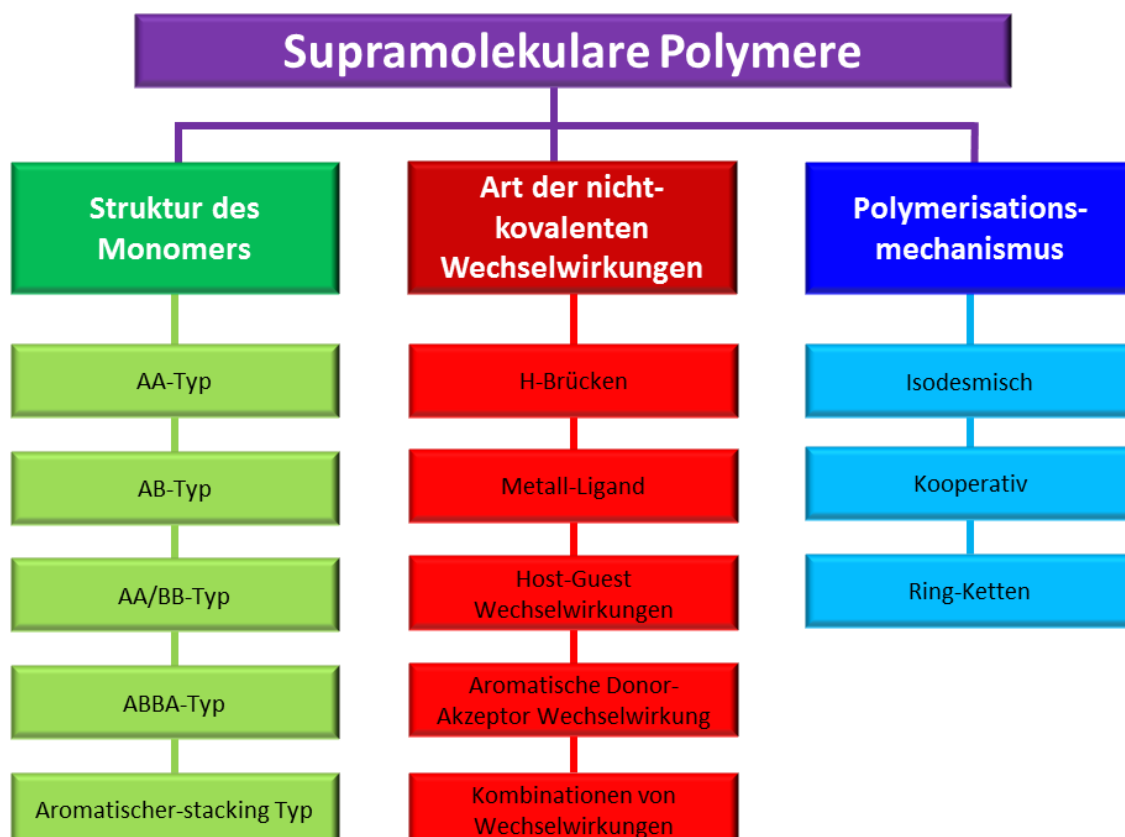 Supramolekulare Polymere
Struktur des
Monomers
AA-Typ
AB-Typ
AA/BB-Typ
ABBA-Typ
Aromatischer-stacking Typ
Art der nicht-
kovalenten
Wechselwirkungen
H-Brücken
Metall-Ligand
Host-Guest
Wechselwirkungen
Aromatische Donor-
Akzeptor Wechselwirkung
Kombinationen von
Wechselwirkungen
Polymerisations-
mechanismus
Isodesmisch
Kooperativ
Ring-Ketten